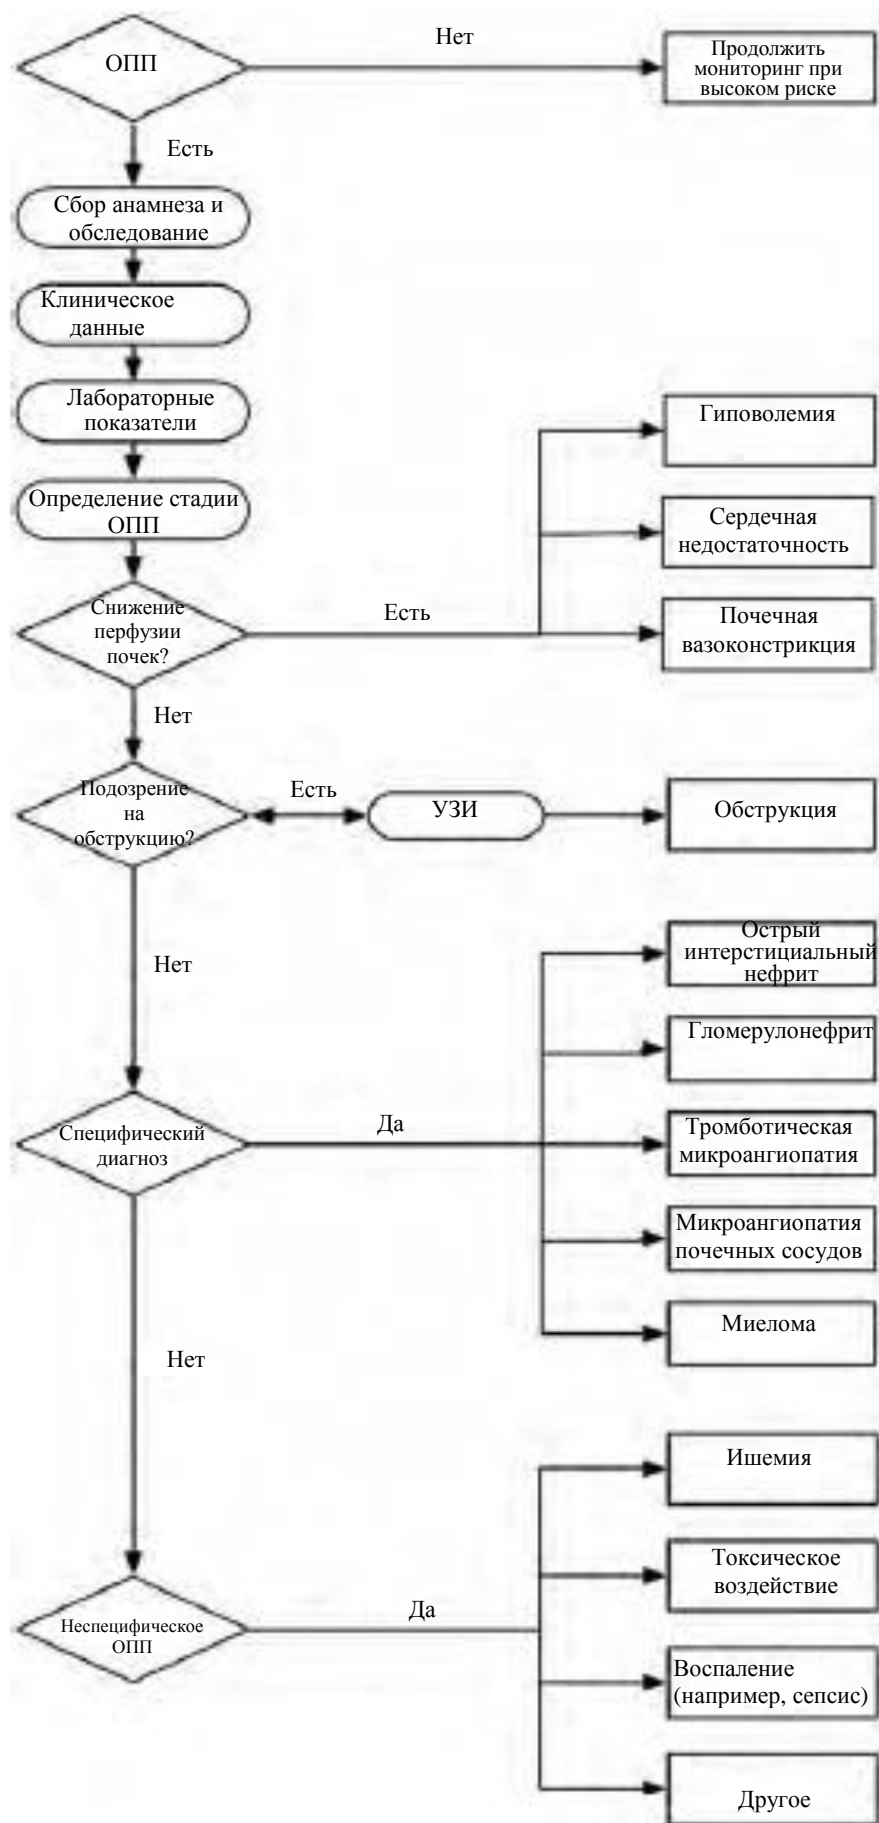 ОПП
Нет
Продолжить
мониторинг при
высоком риске
Есть
Сбор анамнеза и
обследование
Клиническое
данные
Лабораторные
показатели
Определение стадии
ОПП
Снижение
перфузии
почек?
Есть
Гиповолемия
Сердечная
недостаточность
Почечная
вазоконстрикция
Нет
Подозрение
на
обструкцию?
Есть
УЗИ
Обструкция
Нет
Острый
интерстициальный
нефрит
Гломерулонефрит
Специфический
диагноз
Да
Тромботическая
микроангиопатия
Микроангиопатия
почечных сосудов
Миелома
Нет
Ишемия
Токсическое
воздействие
Неспецифическое
ОПП
Да
Воспаление
(например, сепсис)
Другое